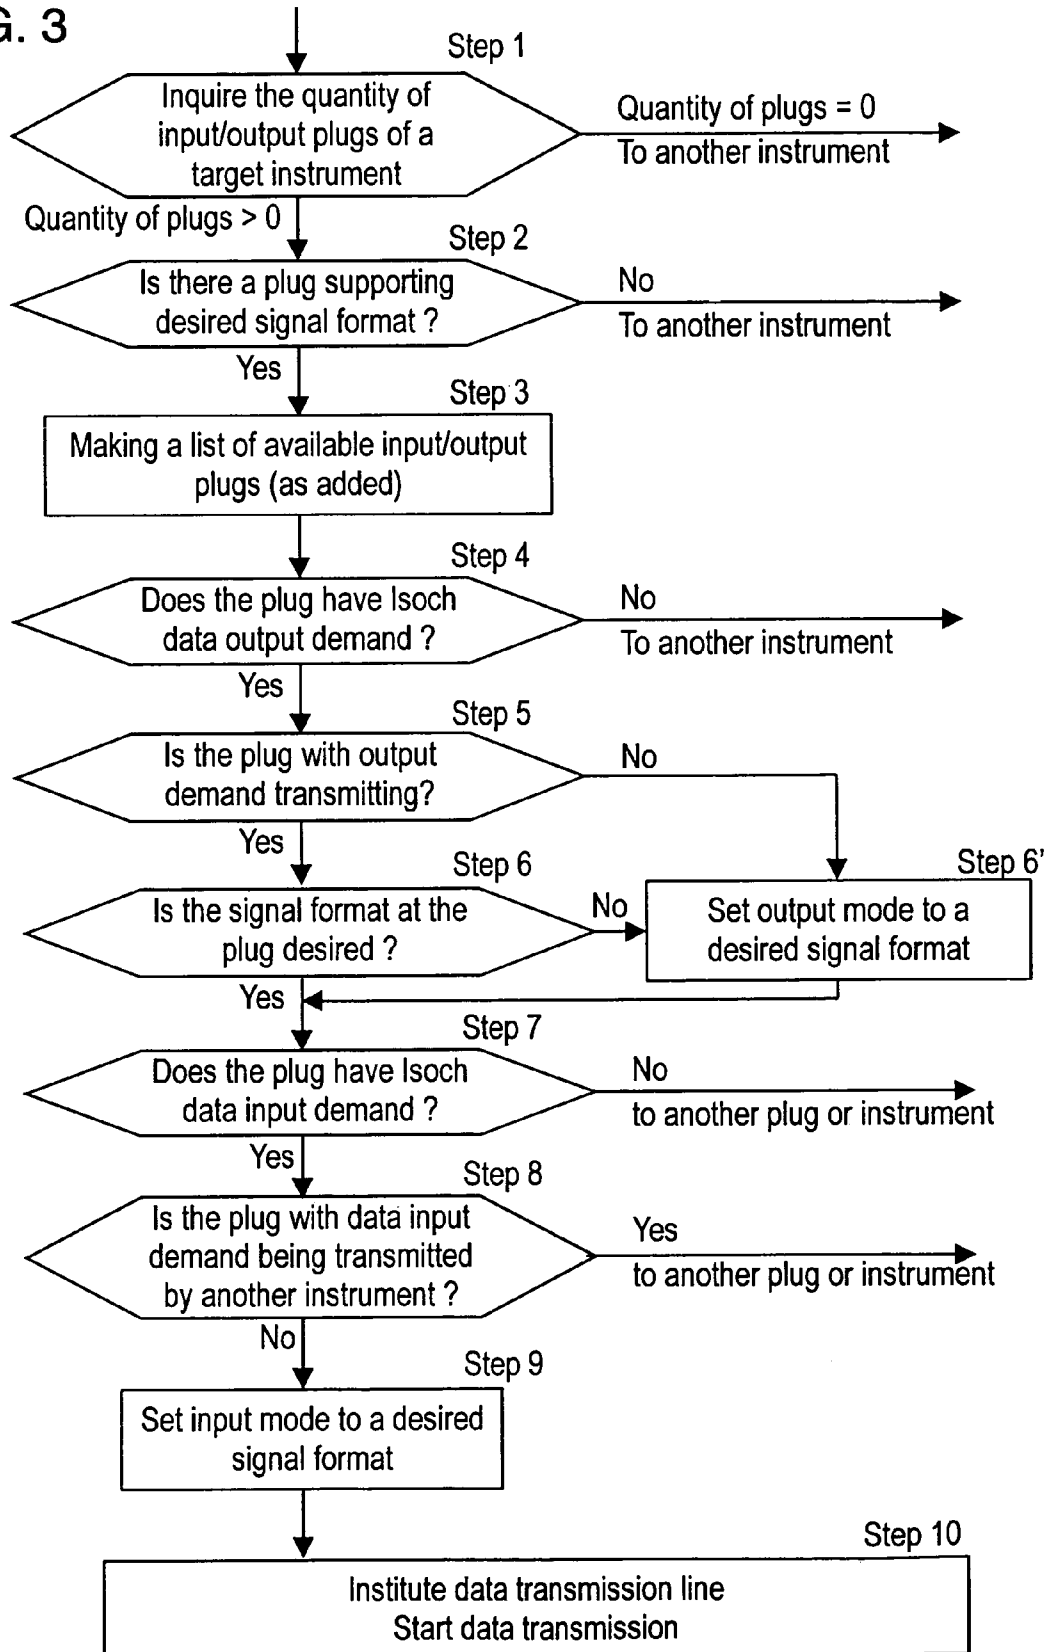 G. 3
Step 1
Inquire the quantity of
input/output plugs of a
target instrument
Quantity of plugs = 0
To another instrument
Quantity of plugs > 0
Step 2
Is there a plug supporting
desired signal format ?
No
To another instrument
Yes
Step 3
Making a list of available input/output
plugs (as added)
Step 4
Does the plug have Isoch
data output demand ?
No
To another instrument
Yes
Step 5
Is the plug with output
demand transmitting?
No
Yes
Step 6
Is the signal format at the
plug desired ?
No
Step 6'
Set output mode to a
desired signal format
Yes
Step 7
Does the plug have Isoch
data input demand ?
No
to another plug or instrument
Yes
Step 8
Is the plug with data input
demand being transmitted
by another instrument ?
Yes
to another plug or instrument
No
Step 9
Set input mode to a desired
signal format
Step 10
Institute data transmission line
Start data transmission